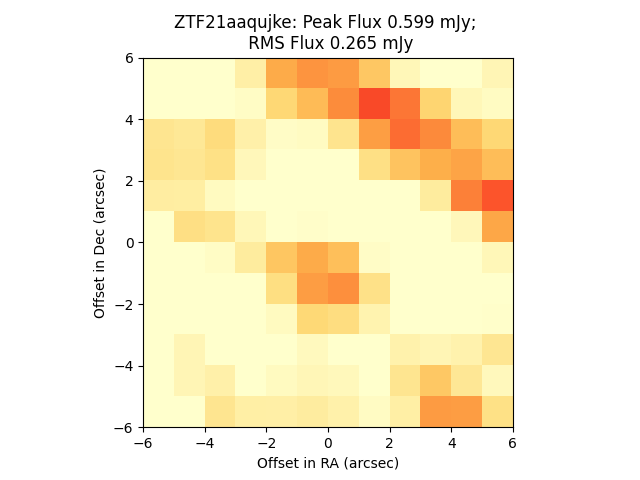 ZTF21aaqujke: Peak Flux 0.599 mJy;
RMS Flux 0.265 mJy
6
4
2
0
−2
−4
−6
Offset in Dec (arcsec)
−6 −4 −2 0 2 4 6
Offset in RA (arcsec)